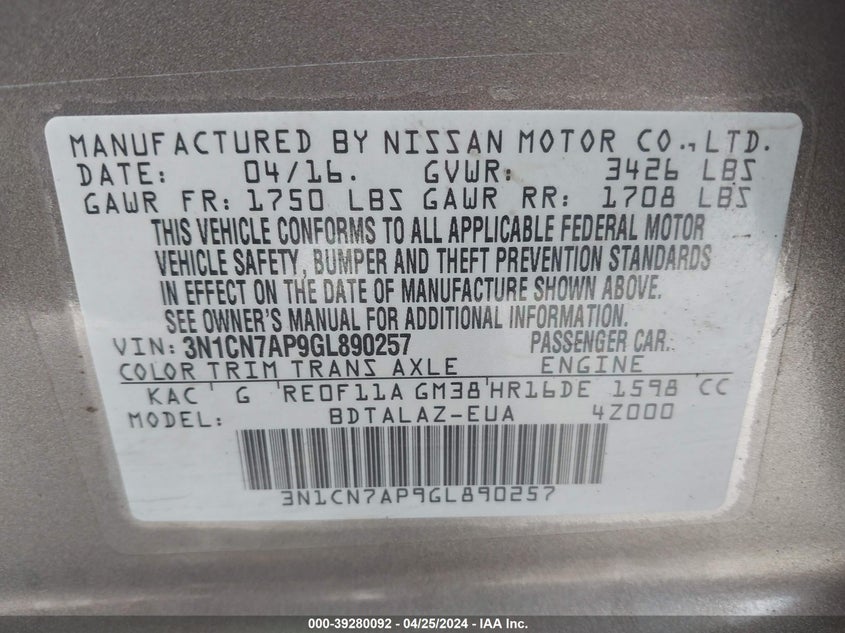 MANUFACTURED BY NISSAN MOTOR CO., LTD.
DATE: 04/16. GVWR: 3426 LBS
GAWR FR: 1750 LBS GAWR RR: 1708 LBS
THIS VEHICLE CONFORMS TO ALL APPLICABLE FEDERAL MOTOR
VEHICLE SAFETY, BUMPER AND THEFT PREVENTION STANDARDS
IN EFFECT ON THE DATE OF MANUFACTURE SHOWN ABOVE.
SEE OWNER'S MANUAL FOR ADDITIONAL INFORMATION.
VIN: 3N1CN7AP9GL890257 PASSENGER CAR.
COLOR TRIM TRANS AXLE ENGINE
KAC G RE0F11A GM38 HR16DE 1598 CC
MODEL: BDTALAZ-EUA 4Z000
3N1CN7AP9GL890257
000-39280092 - 04/25/2024 - IAA Inc.